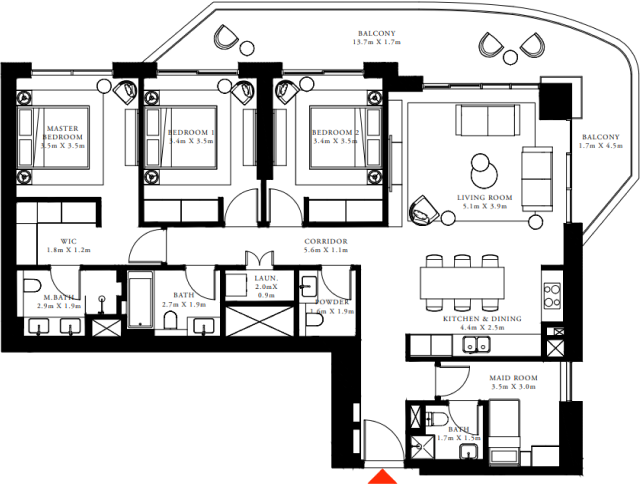 BALCONY
13.7m X 1.7m
MASTER
BEDROOM
3.5m X 3.5m
BEDROOM 1
3.4m X 3.5m
BEDROOM 2
3.4m X 3.5m
BALCONY
1.7m X 4.5m
LIVING ROOM
5.1m X 3.9m
WIC
1.8m X 1.2m
CORRIDOR
5.6m X 1.1m
LAUN.
2.0mX
0.9m
M.BATH
2.9m X 1.9m
BATH
2.7m X 1.9m
POWDER
1.6m X 1.9m
KITCHEN & DINING
4.4m X 2.5m
MAID ROOM
3.5m X 3.0m
BATH
1.7m X 1.5m